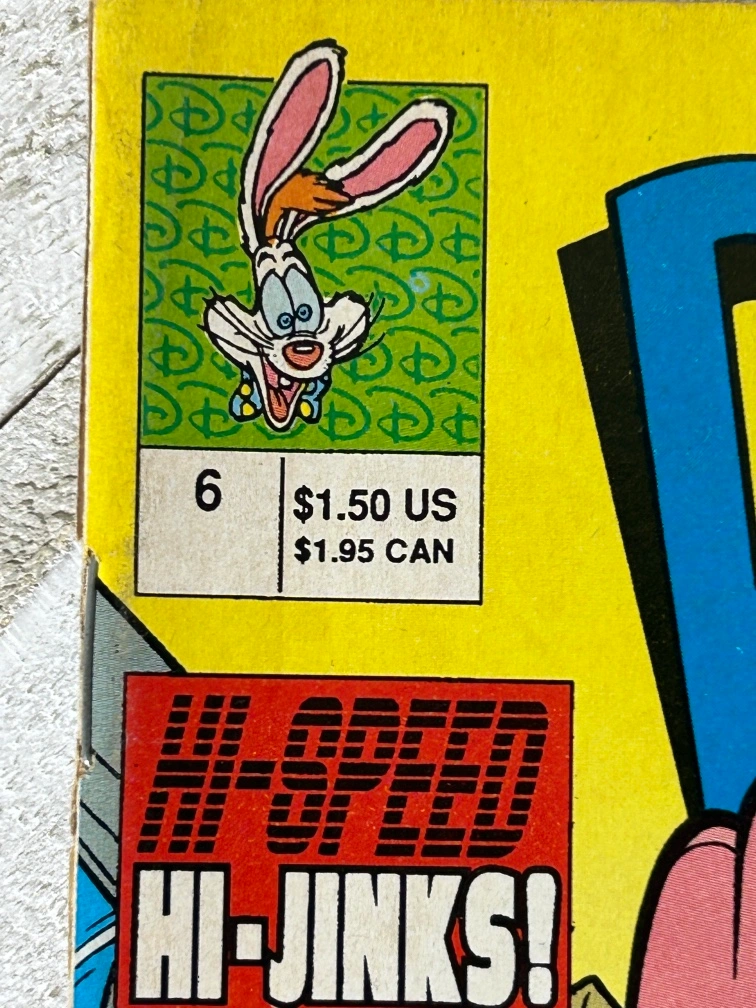 6
$1.50 US
$1.95 CAN
HI-SPEED
HI-JINKS!